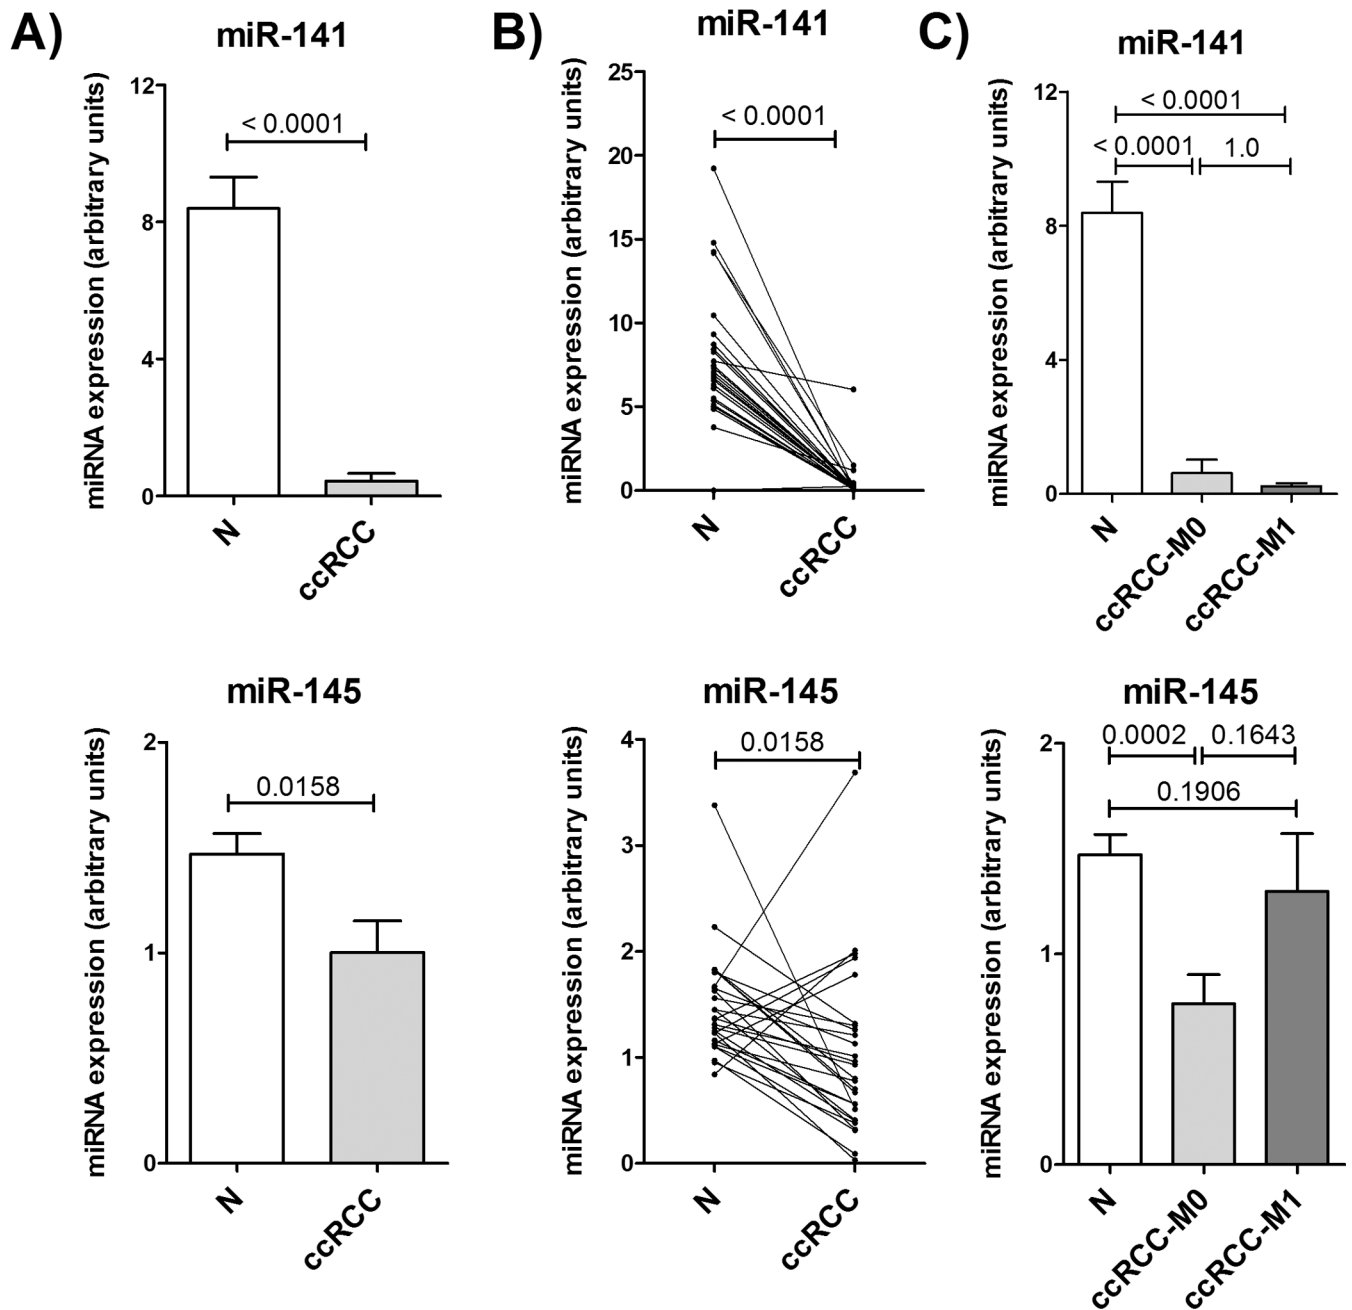 A)
miR-141
miRNA expression (arbitrary units)
12
8
4
0
< 0.0001
N
ccRCC
B)
miR-141
miRNA expression (arbitrary units)
25
20
15
10
5
0
< 0.0001
N
ccRCC
C)
miR-141
miRNA expression (arbitrary units)
12
8
4
0
< 0.0001
< 0.0001
1.0
N
ccRCC-M0
ccRCC-M1
miR-145
miRNA expression (arbitrary units)
2
1
0
0.0158
N
ccRCC
miR-145
miRNA expression (arbitrary units)
4
3
2
1
0
0.0158
N
ccRCC
miR-145
miRNA expression (arbitrary units)
2
1
0
0.0002
0.1643
0.1906
N
ccRCC-M0
ccRCC-M1